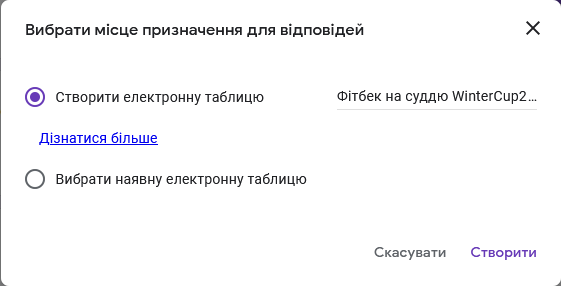 Вибрати місце призначення для відповідей
Створити електронну таблицю
Фітбек на суддю WinterCup2...
Дізнатися більше
Вибрати наявну електронну таблицю
Скасувати
Створити